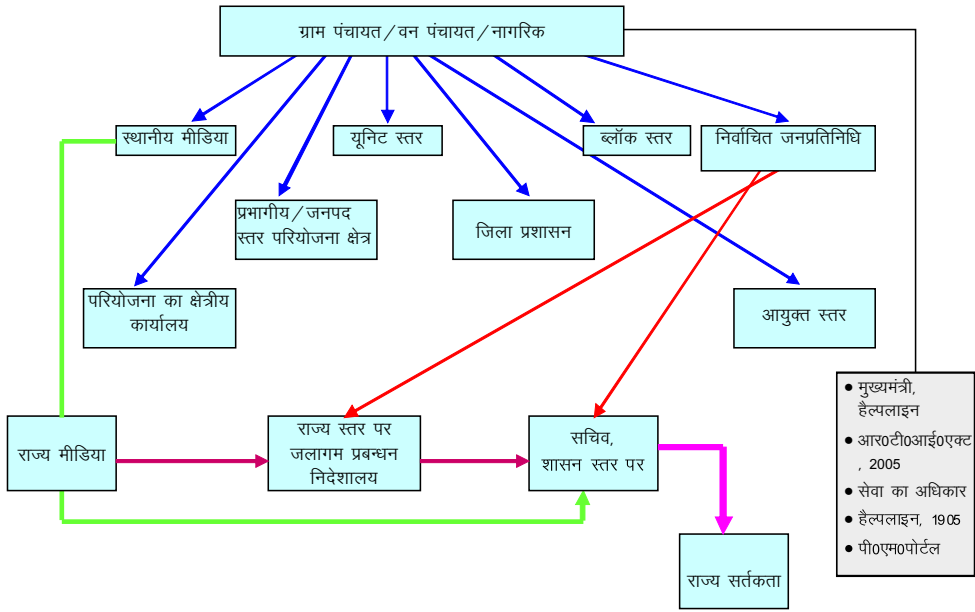 ग्राम पंचायत/वन पंचायत/नागरिक
स्थानीय मीडिया
यूनिट स्तर
ब्लॉक स्तर
निर्वाचित जनप्रतिनिधि
प्रभागीय/जनपद
स्तर परियोजना क्षेत्र
जिला प्रशासन
परियोजना का क्षेत्रीय
कार्यालय
आयुक्त स्तर
राज्य मीडिया
राज्य स्तर पर
जलागम प्रबन्धन
निदेशालय
सचिव,
शासन स्तर पर
• मुख्यमंत्री,
हैल्पलाइन
• आर0टी0आई0एक्ट
, 2005
• सेवा का अधिकार
• हैल्पलाइन, 1905
• पी0एम0पोर्टल
राज्य सर्तकता